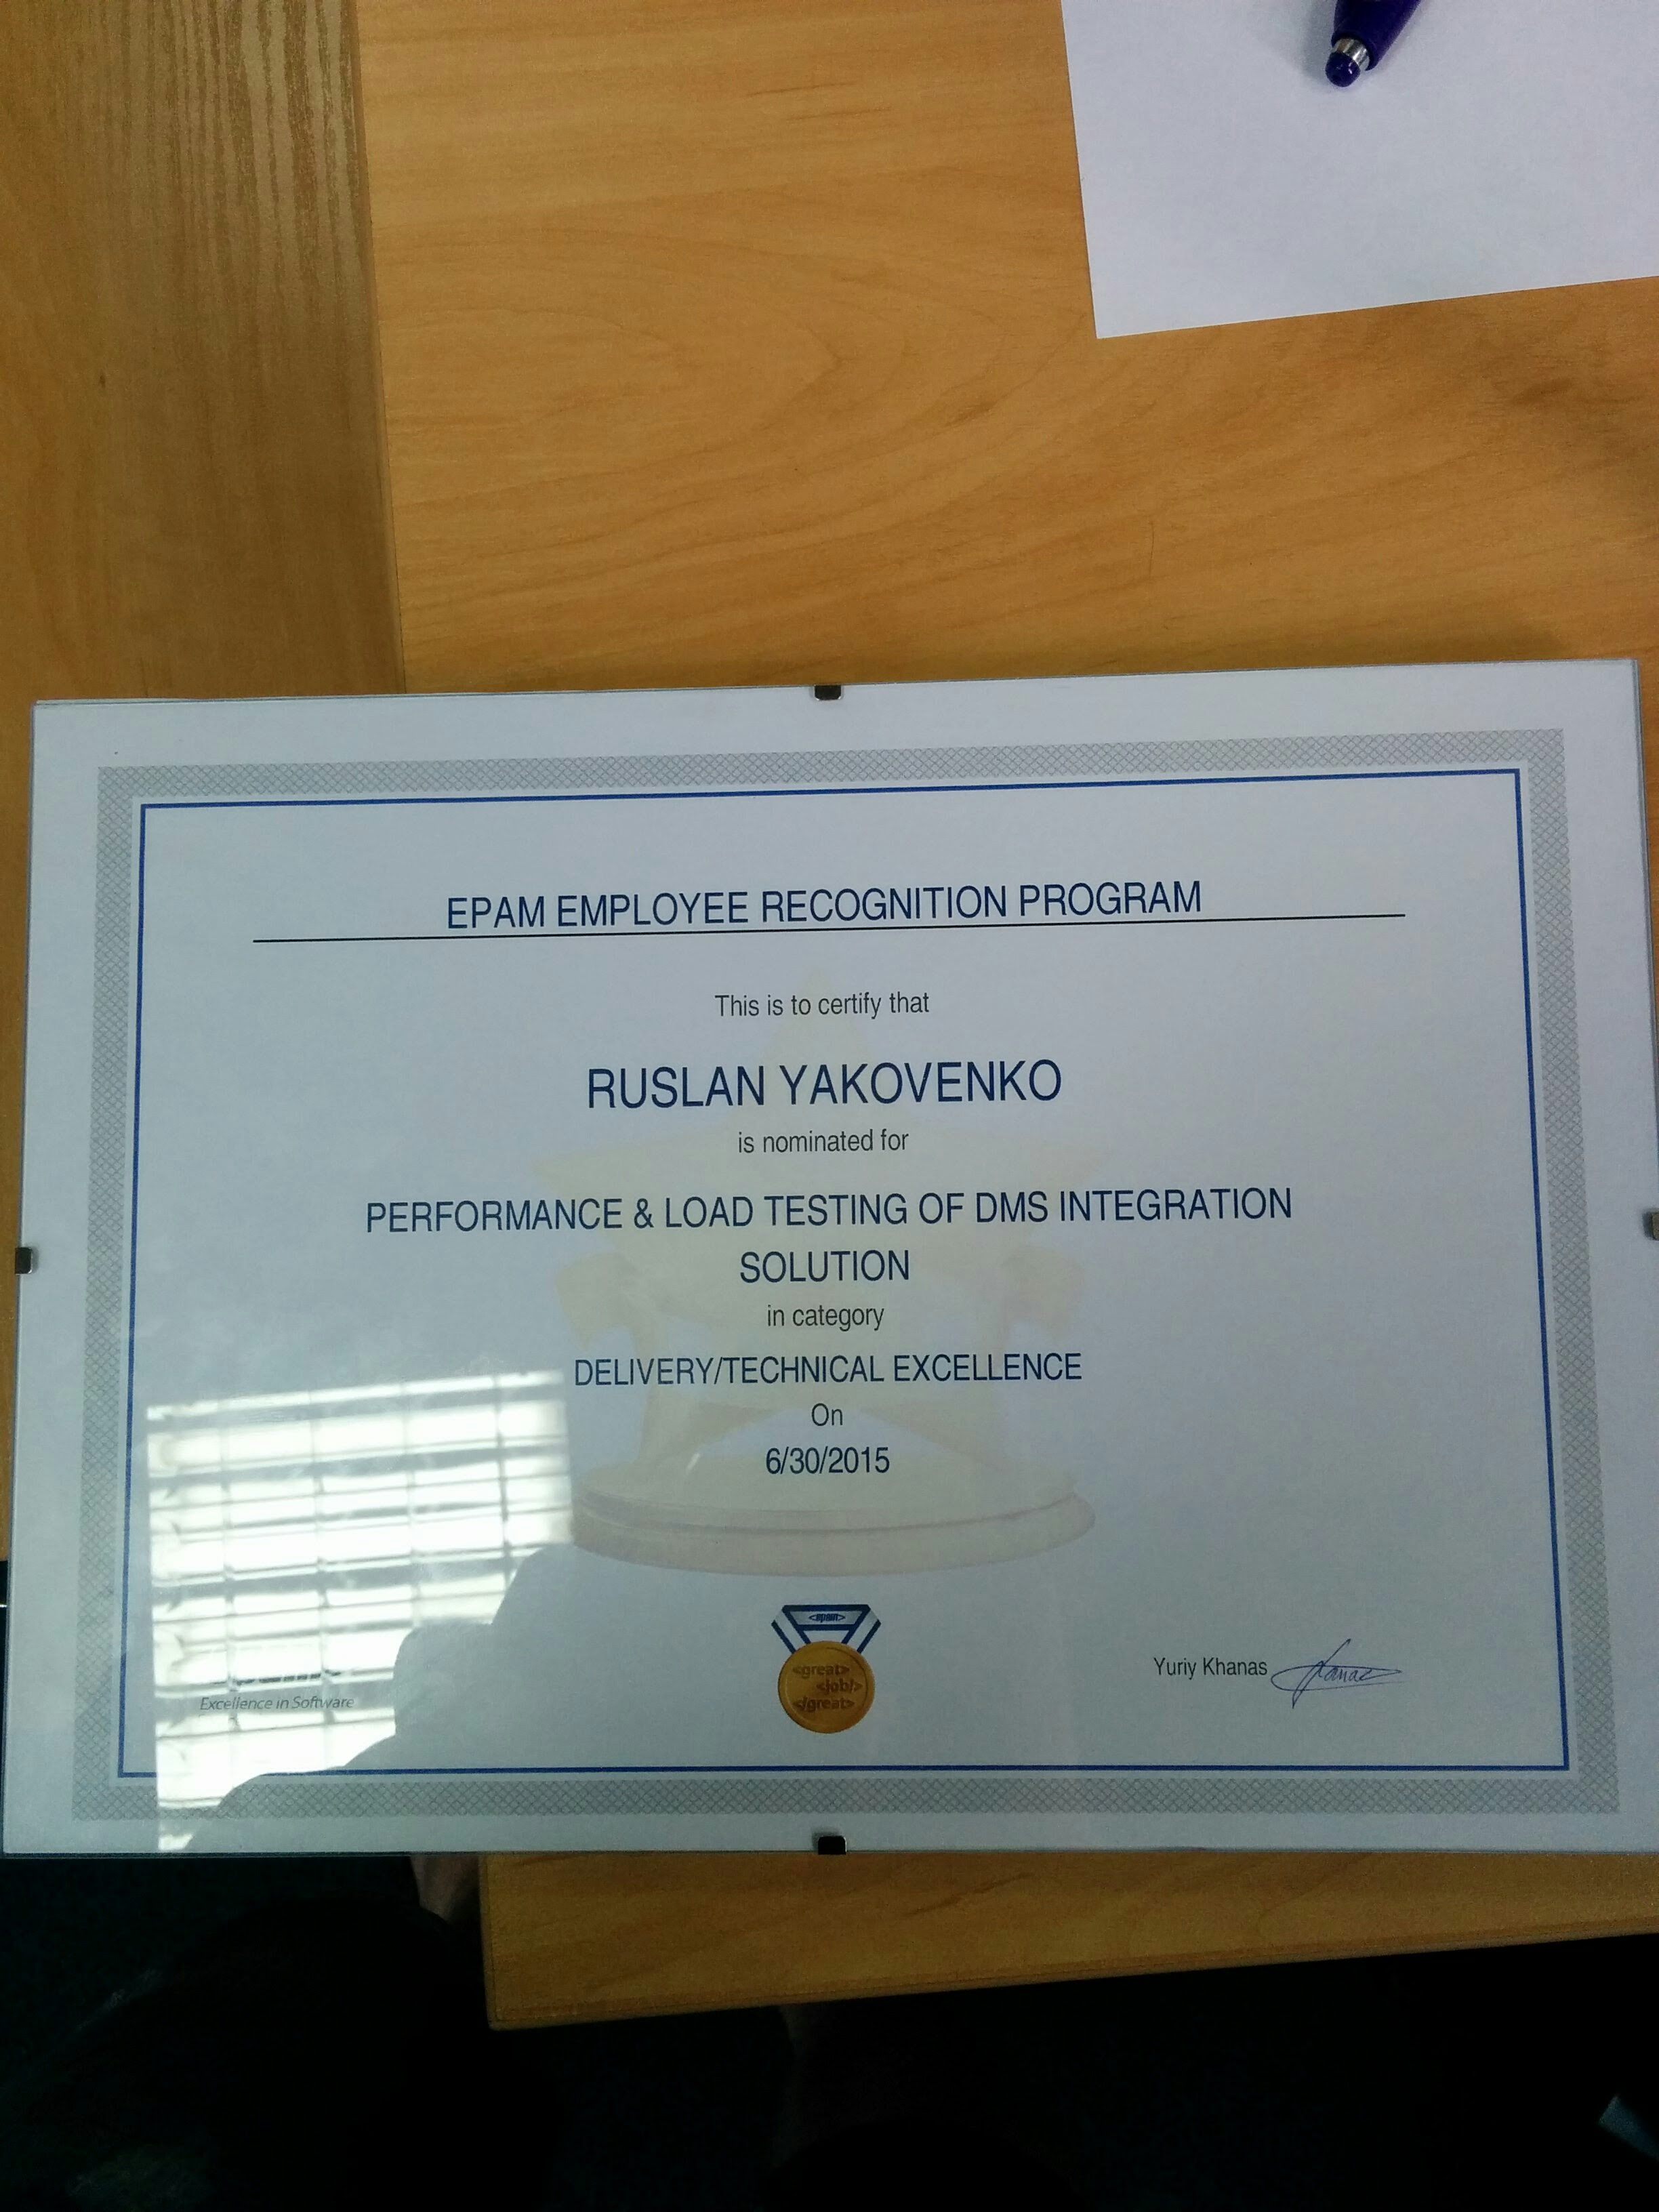 EPAM EMPLOYEE RECOGNITION PROGRAM
This is to certify that
RUSLAN YAKOVENKO
is nominated for
PERFORMANCE & LOAD TESTING OF DMS INTEGRATION
SOLUTION
in category
DELIVERY/TECHNICAL EXCELLENCE
On
6/30/2015
<epam>
<great>
<job/>
</great>
Yuriy Khanas
Excellence in Software